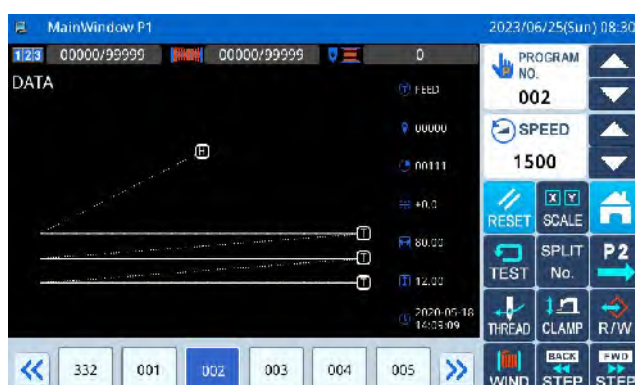 MainWindow P1
2023/06/25(Sun) 08:30
123 00000/99999 00000/99999 0
DATA
T FEED
00000
00111
+0.0
80.00
12.00
2020-05-18
14:09:09
H
T
T
T
PROGRAM
NO.
002
SPEED
1500
RESET
X Y
SCALE
TEST
SPLIT
No.
P2
THREAD
CLAMP
R/W
WIND
BACK
STEP
FWD
STEP
332 001 002 003 004 005